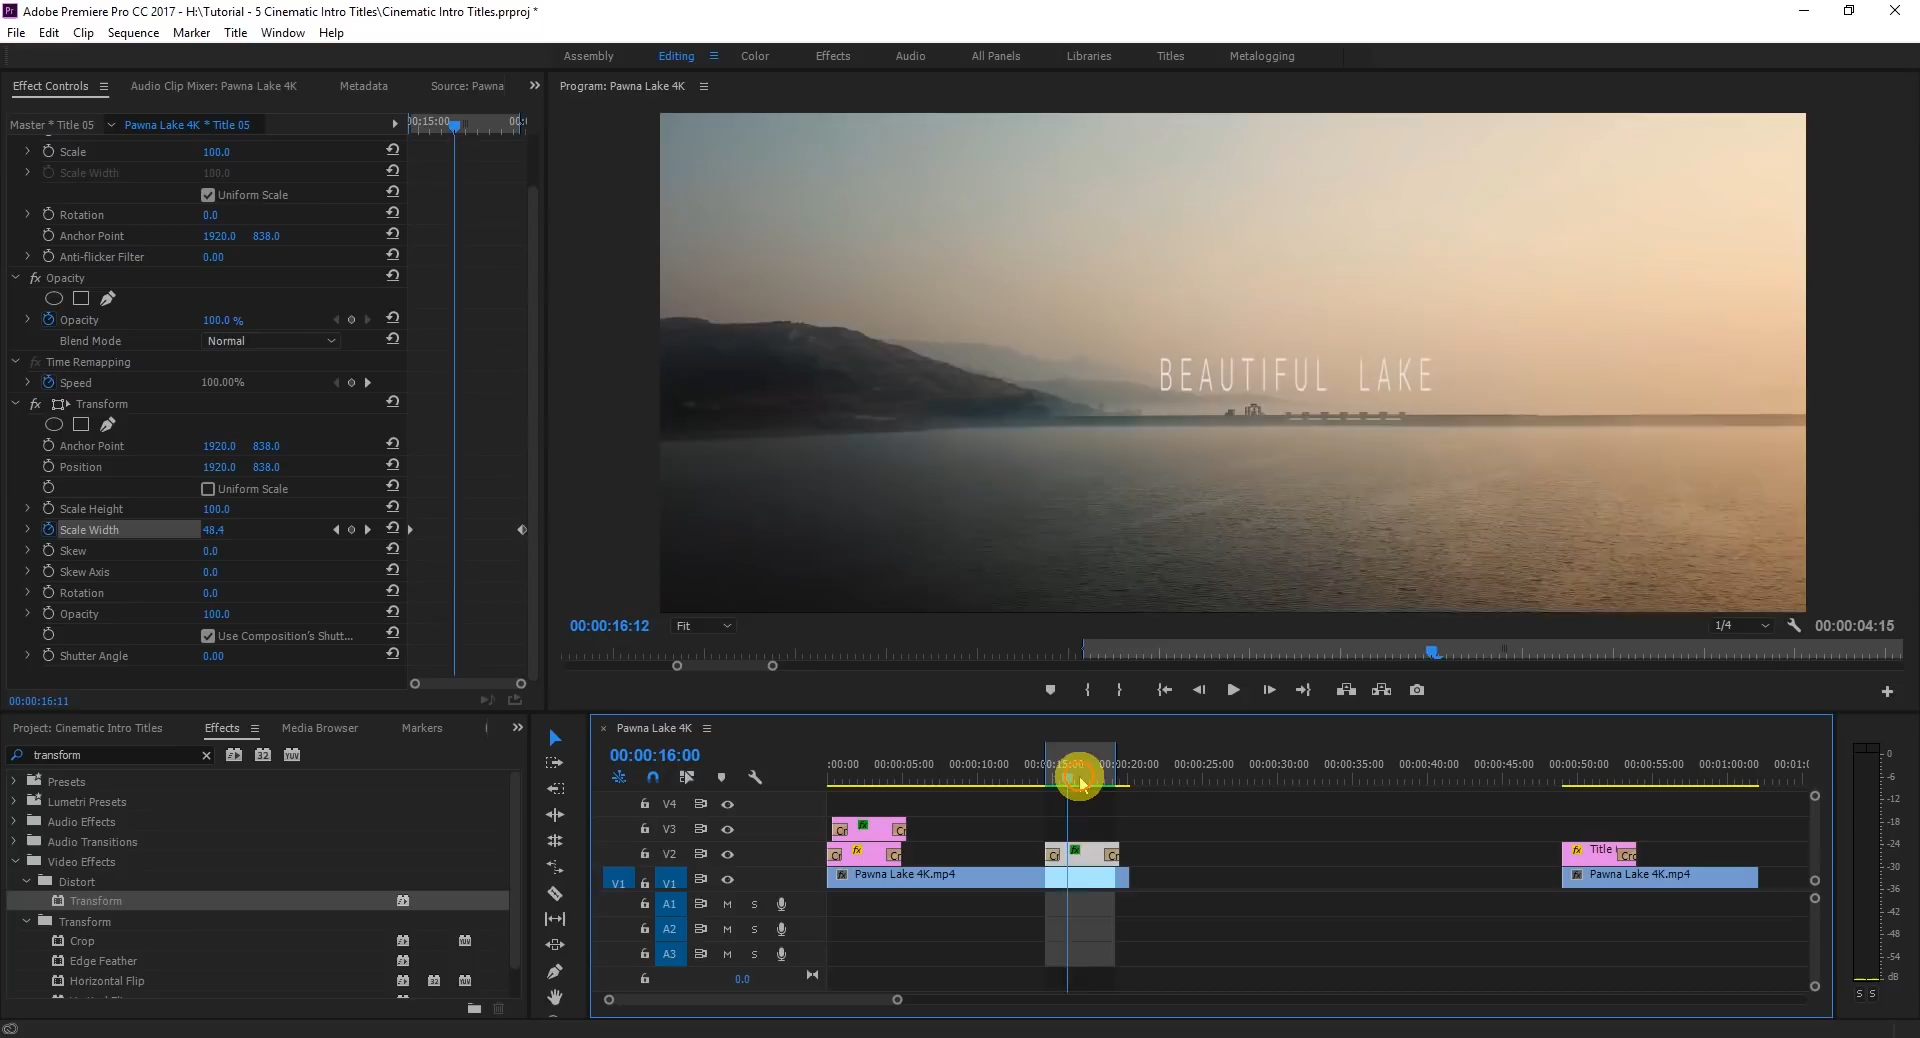 Adobe Premiere Pro CC 2017 - H:\Tutorial - 5 Cinematic Intro Titles\Cinematic Intro Titles.prproj *
File Edit Clip Sequence Marker Title Window Help
Assembly Editing Color Effects Audio All Panels Libraries Titles Metalogging
Effect Controls Audio Clip Mixer: Pawna Lake 4K Metadata Source: Pawna
Program: Pawna Lake 4K
Master * Title 05 Pawna Lake 4K * Title 05
Scale 100.0
Scale Width 100.0
Uniform Scale
Rotation 0.0
Anchor Point 1920.0 838.0
Anti-flicker Filter 0.00
fx Opacity
Opacity 100.0 %
Blend Mode Normal
fx Time Remapping
Speed 100.00%
fx Transform
Anchor Point 1920.0 838.0
Position 1920.0 838.0
Uniform Scale
Scale Height 100.0
Scale Width 48.4
Skew 0.0
Skew Axis 0.0
Rotation 0.0
Opacity 100.0
Use Composition's Shutt...
Shutter Angle 0.00
00:00:16:11
BEAUTIFUL LAKE
00:00:16:12 Fit 1/4 00:00:04:15
Project: Cinematic Intro Titles Effects Media Browser Markers
transform
Presets
Lumetri Presets
Audio Effects
Audio Transitions
Video Effects
Distort
Transform
Transform
Crop
Edge Feather
Horizontal Flip
Pawna Lake 4K
00:00:16:00
:00:00 00:00:05:00 00:00:10:00 00:00:15:00 00:00:20:00 00:00:25:00 00:00:30:00 00:00:35:00 00:00:40:00 00:00:45:00 00:00:50:00 00:00:55:00 00:01:00:00
V4
V3
V2 Title
V1 V1 Pawna Lake 4K.mp4 Pawna Lake 4K.mp4
A1 M S
A2 M S
A3 M S
0.0
0
-6
-12
-18
-24
-30
-36
-42
-48
-54
dB
S S